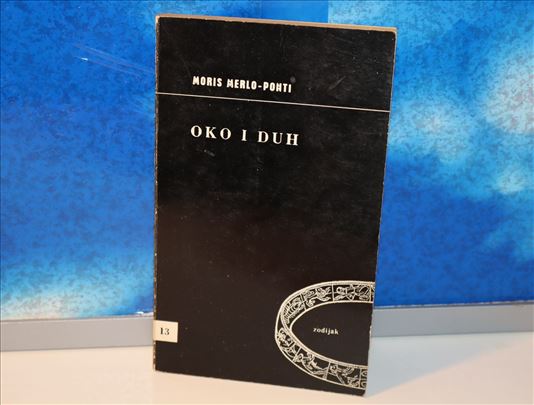 MORIS MERLO-PONTI
OKO I DUH
13
zodijak